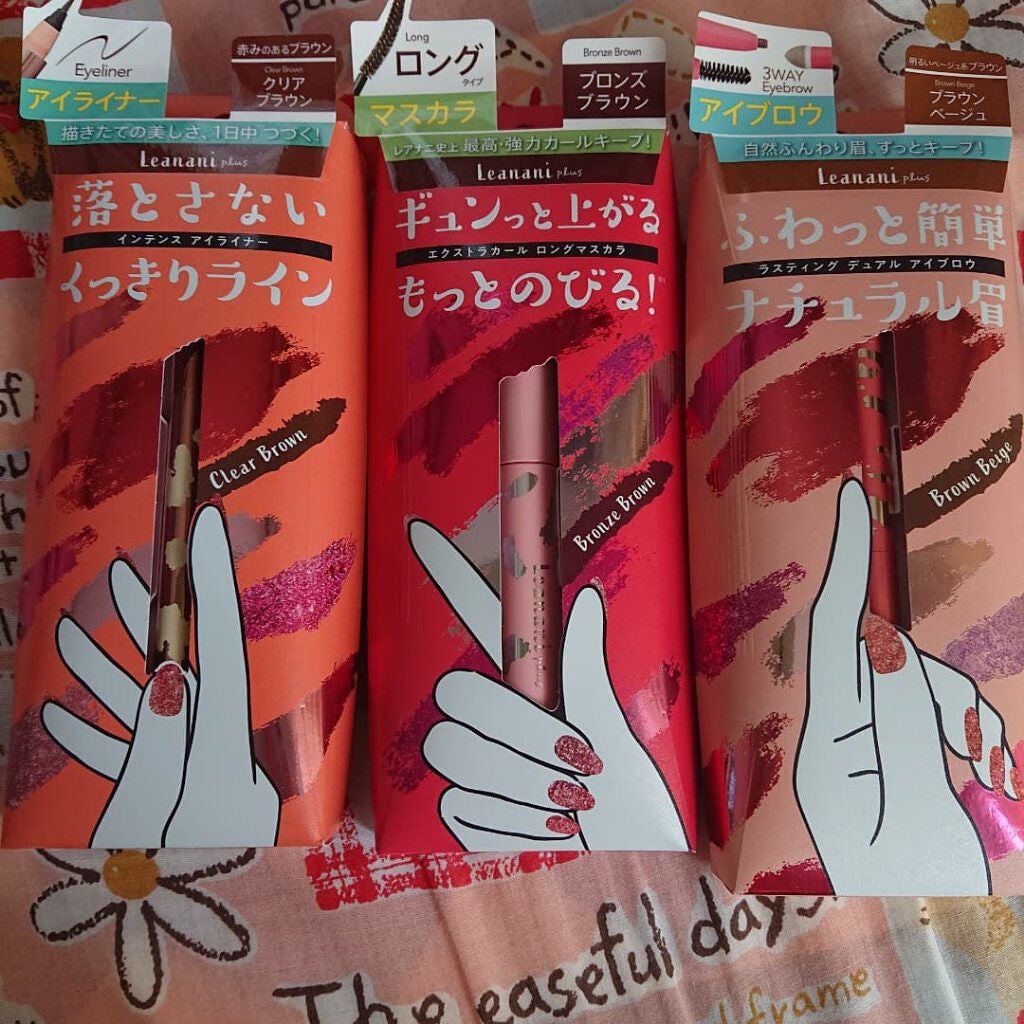 Eyeliner
アイライナー
赤みのあるブラウン
Clear Brown
クリア
ブラウン
描きたての美しさ、1日中つづく!
Leanani plus
落とさない
インテンス アイライナー
くっきりライン
Clear Brown
Long
ロング
タイプ
マスカラ
Bronze Brown
ブロンズ
ブラウン
レアナニ史上 最高・強力カールキープ!
Leanani plus
ギュンっと上がる
エクストラカール ロングマスカラ
もっとのびる!
Bronze Brown
Leanani plus
3WAY
Eyebrow
アイブロウ
明るいベージュ系ブラウン
Brown Beige
ブラウン
ベージュ
自然ふんわり眉、ずっとキープ!
Leanani plus
ふわっと簡単
ラスティング デュアル アイブロウ
ナチュラル眉
Brown Beige
of
The easeful days
frame